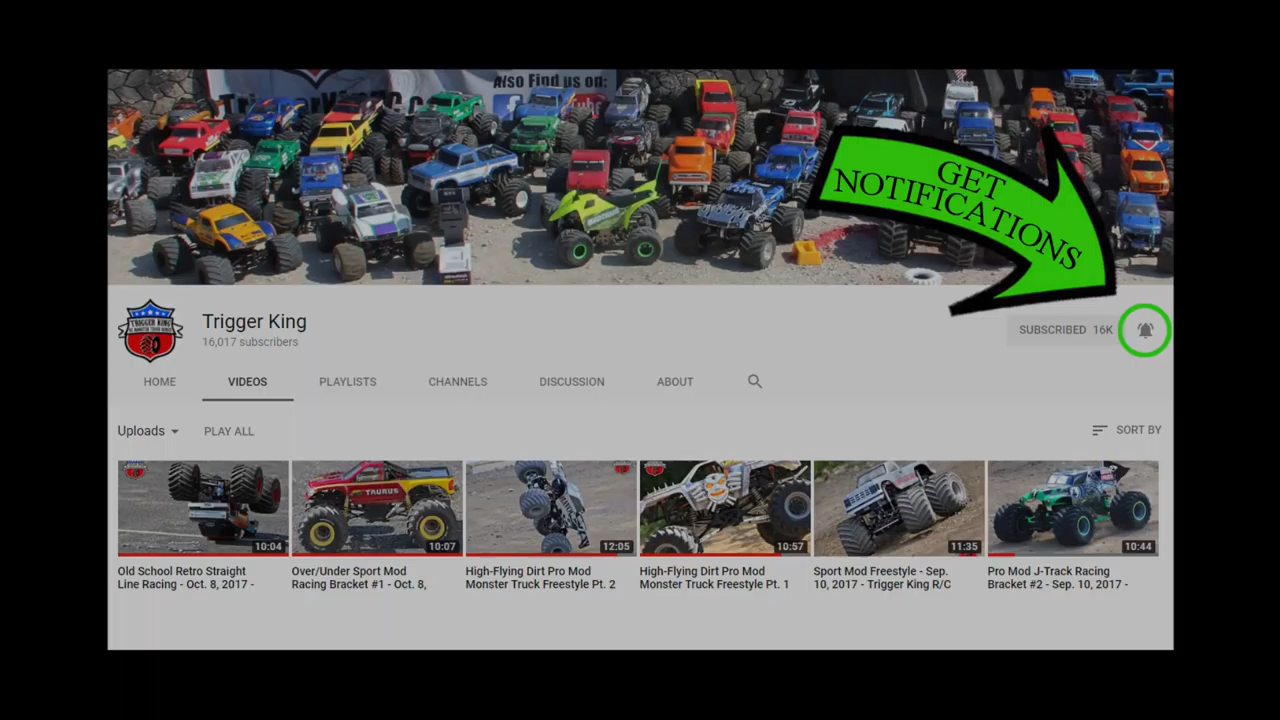 Also Find us on:
GET
NOTIFICATIONS
TRIGGER KING
Trigger King
16,017 subscribers
SUBSCRIBED 16K
HOME VIDEOS PLAYLISTS CHANNELS DISCUSSION ABOUT
Uploads PLAY ALL SORT BY
TAURUS
10:04 10:07 12:05 10:57 11:35 10:44
Old School Retro Straight
Line Racing - Oct. 8, 2017 -
Over/Under Sport Mod
Racing Bracket #1 - Oct. 8,
High-Flying Dirt Pro Mod
Monster Truck Freestyle Pt. 2
High-Flying Dirt Pro Mod
Monster Truck Freestyle Pt. 1
Sport Mod Freestyle - Sep.
10, 2017 - Trigger King R/C
Pro Mod J-Track Racing
Bracket #2 - Sep. 10, 2017 -